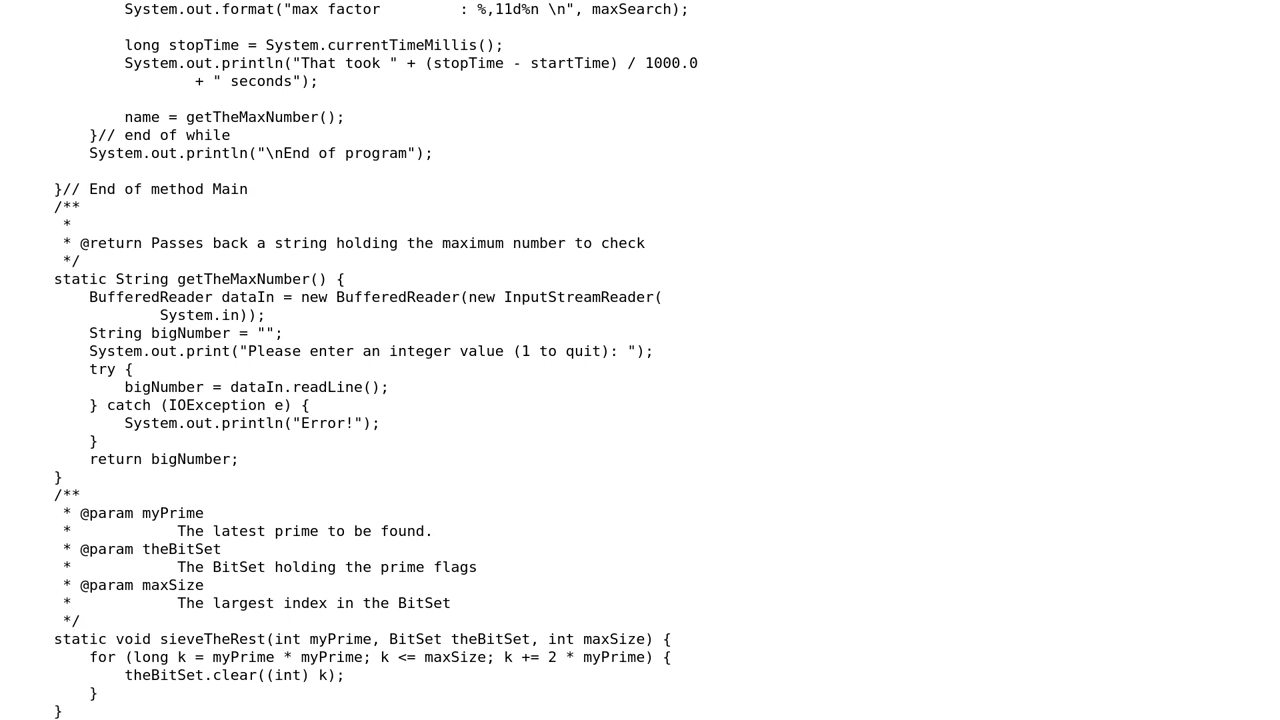 System.out.format("max factor         : %,11d%n \n", maxSearch);
long stopTime = System.currentTimeMillis();
System.out.println("That took " + (stopTime - startTime) / 1000.0
+ " seconds");
name = getTheMaxNumber();
}// end of while
System.out.println("\nEnd of program");
}// End of method Main
/**
*
* @return Passes back a string holding the maximum number to check
*/
static String getTheMaxNumber() {
BufferedReader dataIn = new BufferedReader(new InputStreamReader(
System.in));
String bigNumber = "";
System.out.print("Please enter an integer value (1 to quit): ");
try {
bigNumber = dataIn.readLine();
} catch (IOException e) {
System.out.println("Error!");
}
return bigNumber;
}
/**
* @param myPrime
*            The latest prime to be found.
* @param theBitSet
*            The BitSet holding the prime flags
* @param maxSize
*            The largest index in the BitSet
*/
static void sieveTheRest(int myPrime, BitSet theBitSet, int maxSize) {
for (long k = myPrime * myPrime; k <= maxSize; k += 2 * myPrime) {
theBitSet.clear((int) k);
}
}